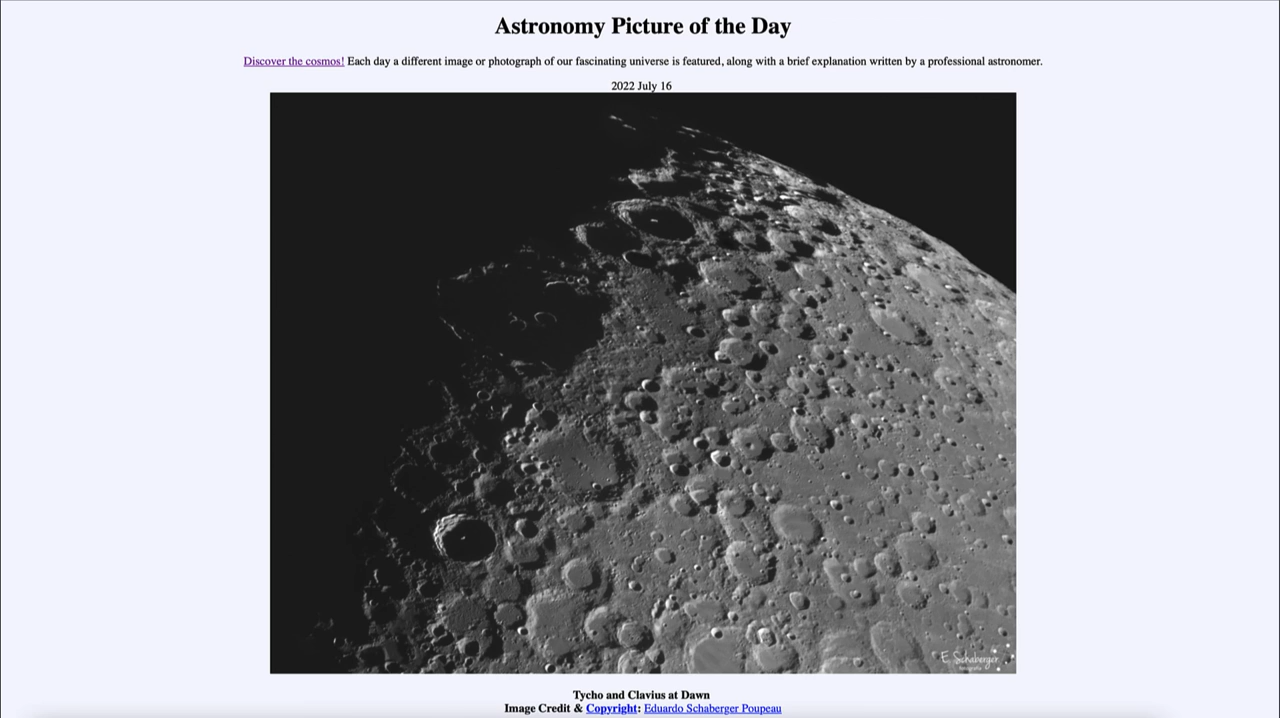 Astronomy Picture of the Day
Discover the cosmos! Each day a different image or photograph of our fascinating universe is featured, along with a brief explanation written by a professional astronomer.
2022 July 16
E. Schaberger
Tycho and Clavius at Dawn
Image Credit & Copyright: Eduardo Schaberger Poupeau